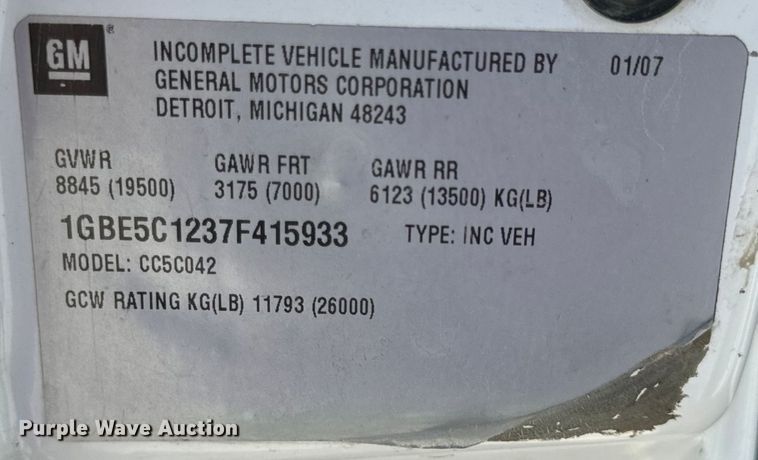 GM ®
INCOMPLETE VEHICLE MANUFACTURED BY 01/07
GENERAL MOTORS CORPORATION
DETROIT, MICHIGAN 48243
GVWR GAWR FRT GAWR RR
8845 (19500) 3175 (7000) 6123 (13500) KG(LB)
1GBE5C1237F415933 TYPE: INC VEH
MODEL: CC5C042
GCW RATING KG(LB) 11793 (26000)
Purple Wave Auction